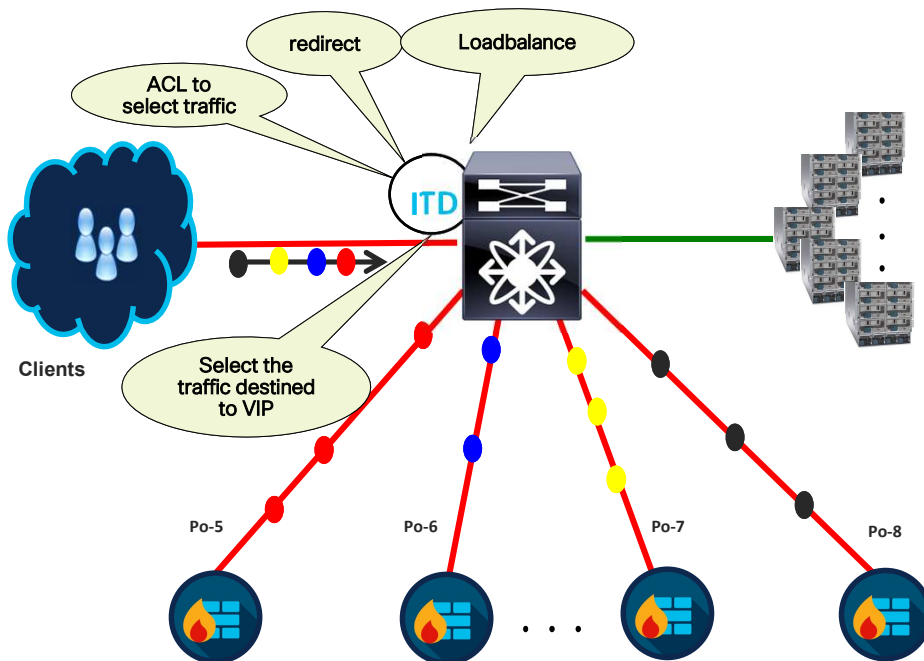 redirect
Loadbalance
ACL to
select traffic
ITD
Clients
Select the
traffic destined
to VIP
Po-5
Po-6
Po-7
Po-8
. . .